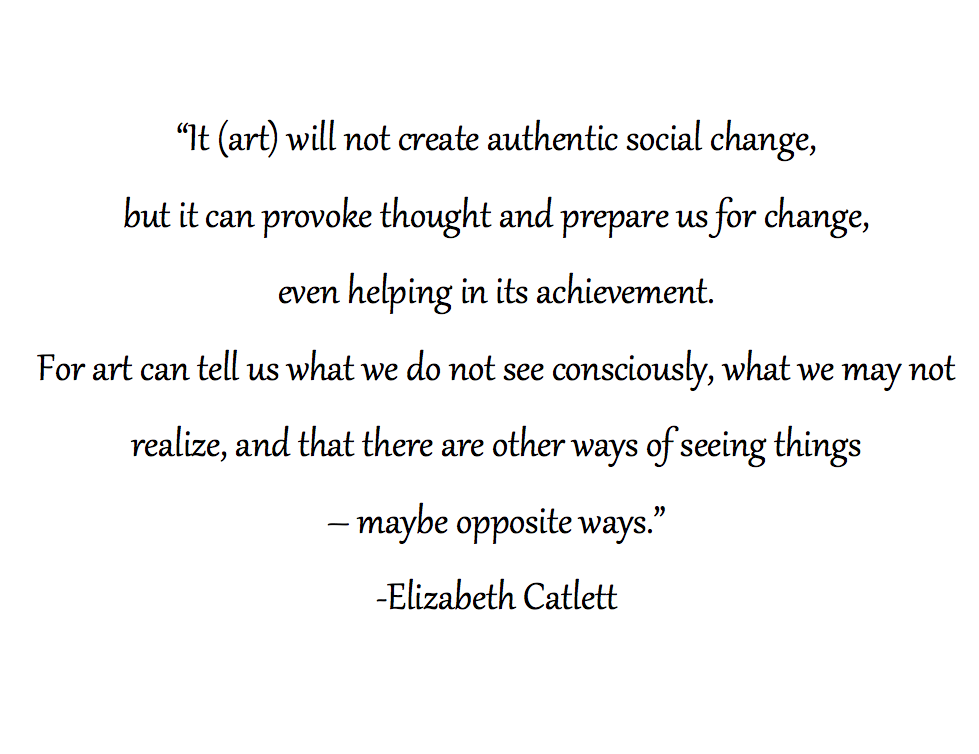 “It (art) will not create authentic social change,
but it can provoke thought and prepare us for change,
even helping in its achievement.
For art can tell us what we do not see consciously, what we may not
realize, and that there are other ways of seeing things
– maybe opposite ways.”
-Elizabeth Catlett